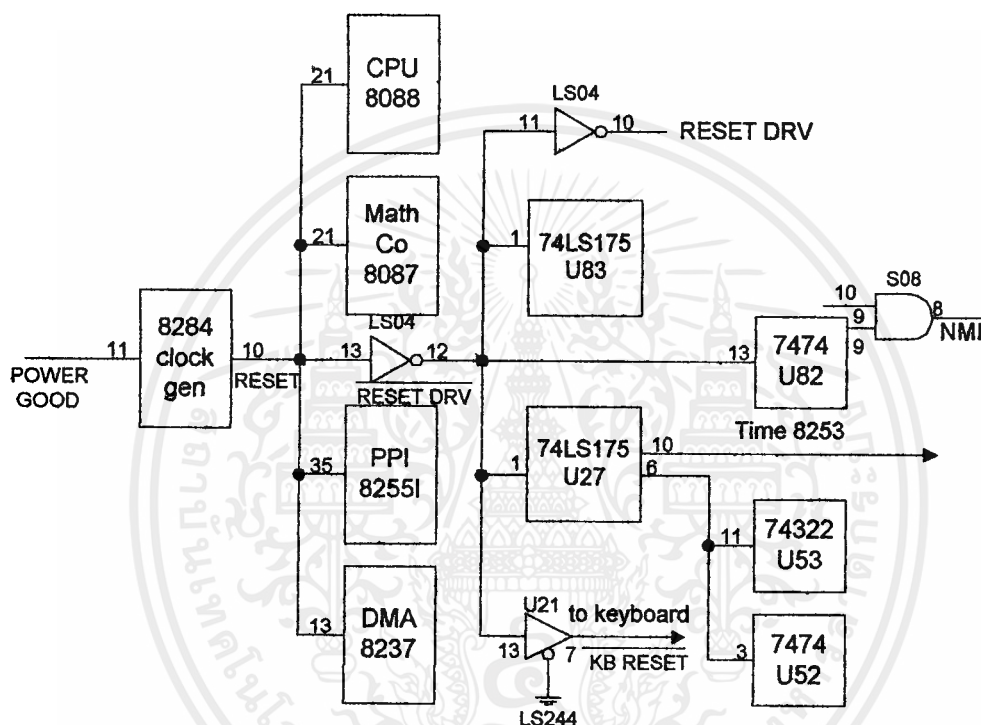 CPU
8088
21
LS04
11
10
RESET DRV
Math
Co
8087
21
74LS175
U83
1
S08
10
9
8
NMI
8284
clock
gen
11
POWER
GOOD
10
RESET
LS04
13
12
RESET DRV
7474
U82
13
9
Time 8253
PPI
8255I
35
74LS175
U27
1
10
6
74322
U53
11
DMA
8237
13
U21
to keyboard
13
7
KB RESET
LS244
7474
U52
3